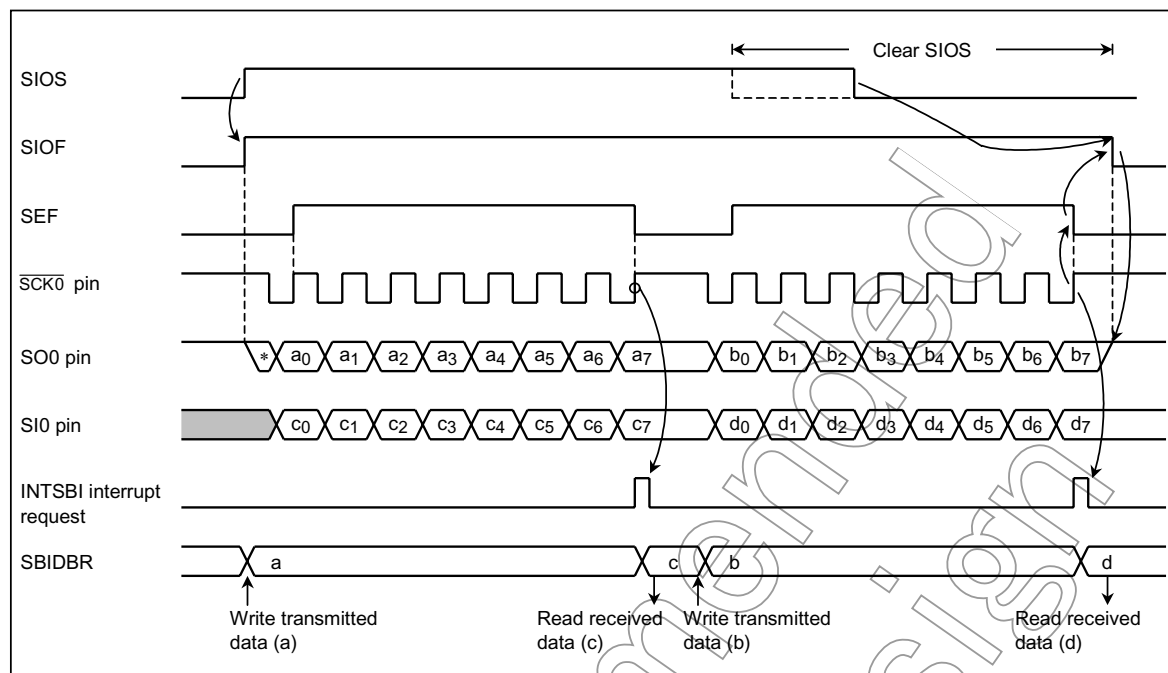 Clear SIOS
SIOS
SIOF
SEF
SCK0 pin
SO0 pin * a0 a1 a2 a3 a4 a5 a6 a7 b0 b1 b2 b3 b4 b5 b6 b7
SI0 pin c0 c1 c2 c3 c4 c5 c6 c7 d0 d1 d2 d3 d4 d5 d6 d7
INTSBI interrupt
request
SBIDBR a c b d
Write transmitted
data (a)
Read received
data (c)
Write transmitted
data (b)
Read received
data (d)
mended
sign